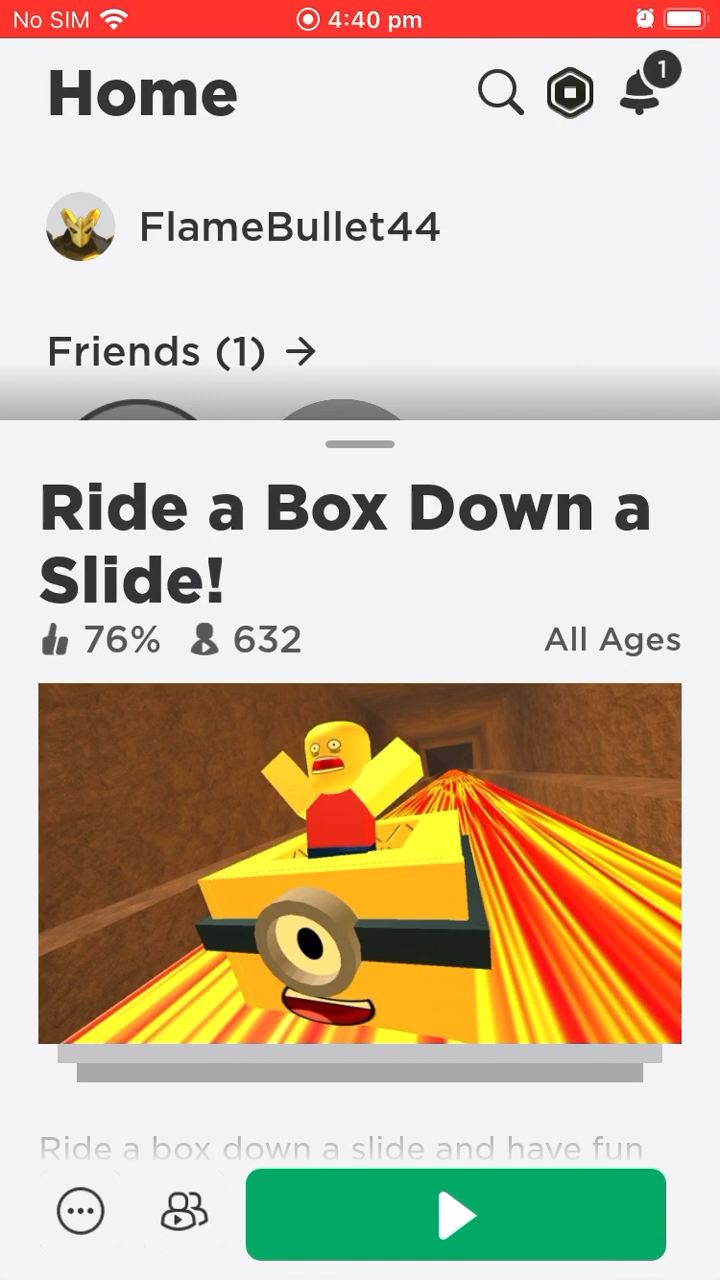 No SIM 4:40 pm
Home 1
FlameBullet44
Friends (1) →
Ride a Box Down a
Slide!
76% 632 All Ages
Ride a box down a slide and have fun